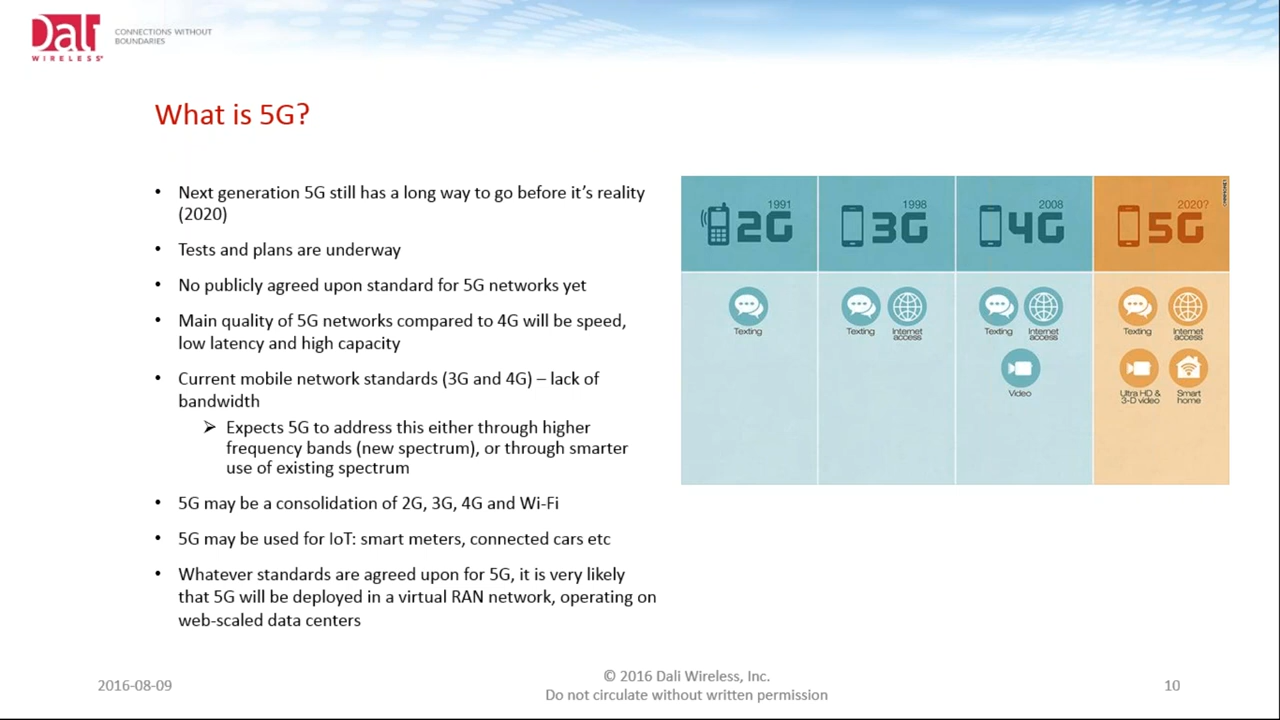 Dali
WIRELESS
CONNECTIONS WITHOUT
BOUNDARIES
What is 5G?
• Next generation 5G still has a long way to go before it’s reality
(2020)
• Tests and plans are underway
• No publicly agreed upon standard for 5G networks yet
• Main quality of 5G networks compared to 4G will be speed,
low latency and high capacity
• Current mobile network standards (3G and 4G) – lack of
bandwidth
➢ Expects 5G to address this either through higher
frequency bands (new spectrum), or through smarter
use of existing spectrum
• 5G may be a consolidation of 2G, 3G, 4G and Wi-Fi
• 5G may be used for IoT: smart meters, connected cars etc
• Whatever standards are agreed upon for 5G, it is very likely
that 5G will be deployed in a virtual RAN network, operating on
web-scaled data centers
1991
2G
Texting
1998
3G
Texting
Internet
access
2008
4G
Texting
Internet
access
Video
2020?
5G
Texting
Internet
access
Ultra HD &
3-D video
Smart
home
2016-08-09
© 2016 Dali Wireless, Inc.
Do not circulate without written permission
10